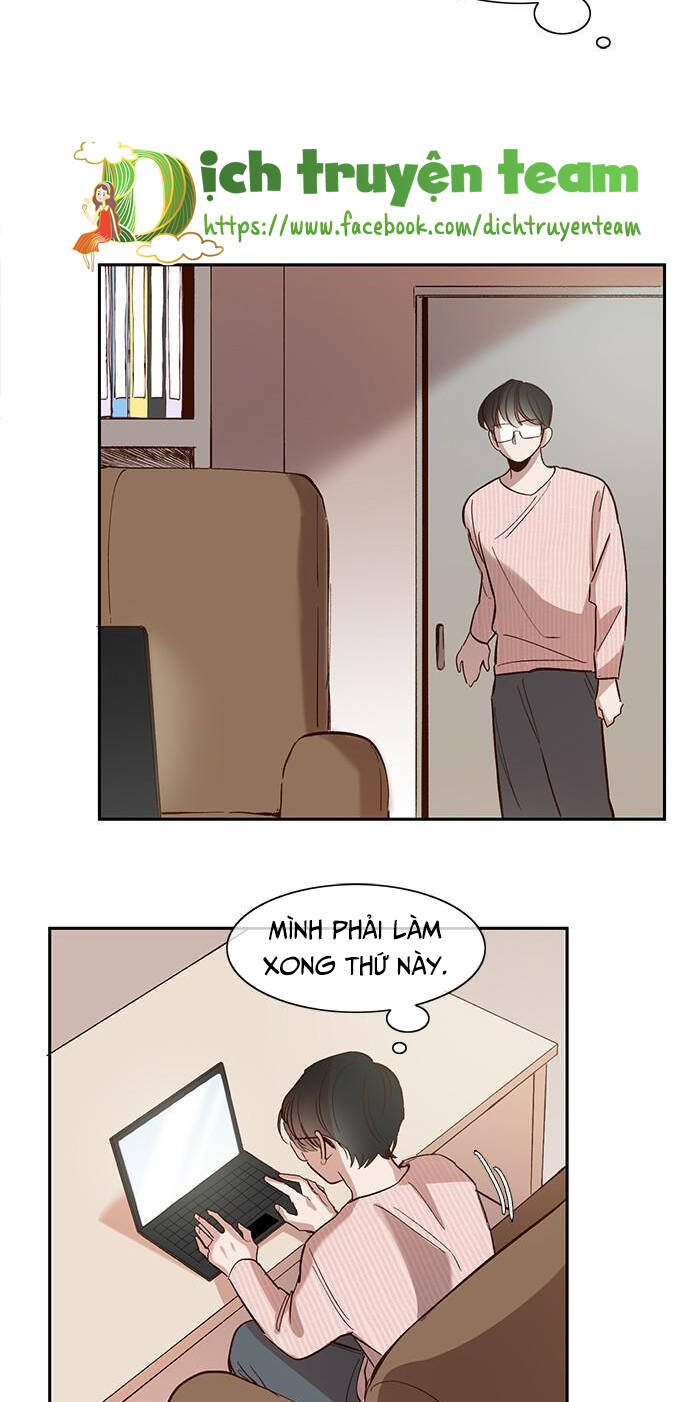 Dịch truyện team
https://www.facebook.com/dichtruyenteam
MÌNH PHẢI LÀM
XONG THỨ NÀY.